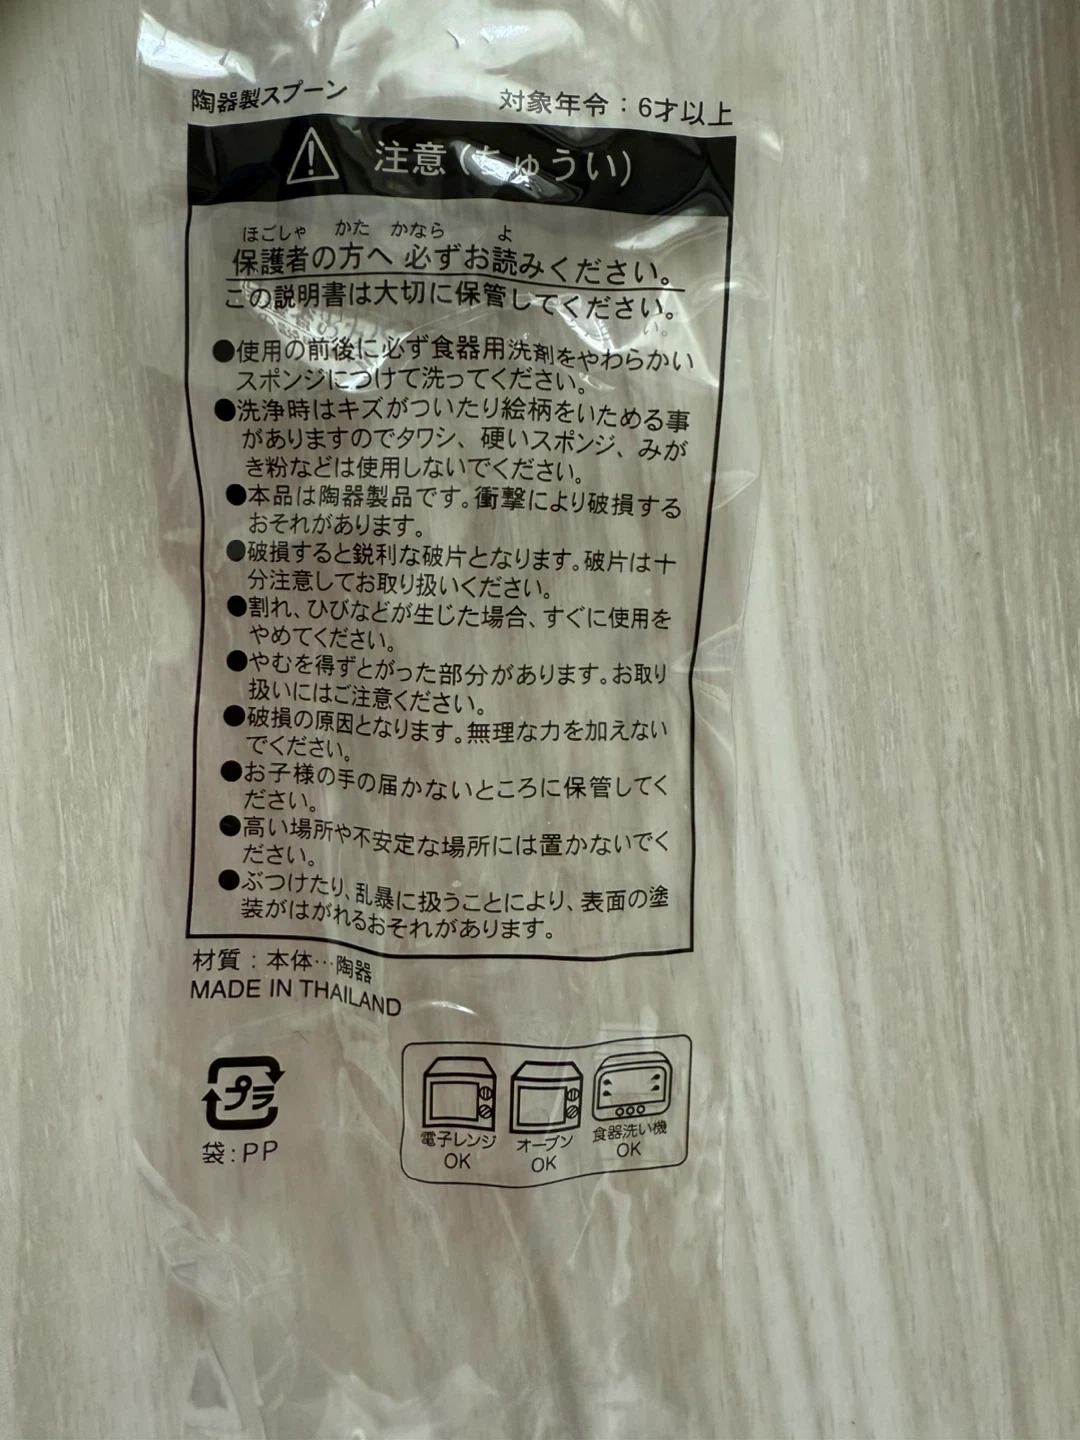 陶器製スプーン
対象年令：6才以上
注意(ちゅうい)
ほごしゃ かた かなら よ
保護者の方へ 必ずお読みください。
この説明書は大切に保管してください。
●使用の前後に必ず食器用洗剤をやわらかい
スポンジにつけて洗ってください。
●洗浄時はキズがついたり絵柄をいためる事
がありますのでタワシ、硬いスポンジ、みが
き粉などは使用しないでください。
●本品は陶器製品です。衝撃により破損する
おそれがあります。
●破損すると鋭利な破片となります。破片は十
分注意してお取り扱いください。
●割れ、ひびなどが生じた場合、すぐに使用を
やめてください。
●やむを得ずとがった部分があります。お取り
扱いにはご注意ください。
●破損の原因となります。無理な力を加えない
でください。
●お子様の手の届かないところに保管してく
ださい。
●高い場所や不安定な場所には置かないでく
ださい。
●ぶつけたり、乱暴に扱うことにより、表面の塗
装がはがれるおそれがあります。
材質：本体…陶器
MADE IN THAILAND
プラ
袋：PP
電子レンジ
OK
オーブン
OK
食器洗い機
OK